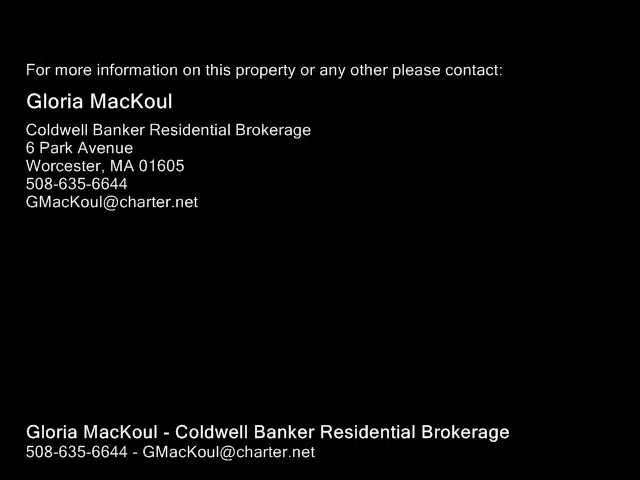 For more information on this property or any other please contact:
Gloria MacKoul
Coldwell Banker Residential Brokerage
6 Park Avenue
Worcester, MA 01605
508-635-6644
GMacKoul@charter.net
Gloria MacKoul - Coldwell Banker Residential Brokerage
508-635-6644 - GMacKoul@charter.net